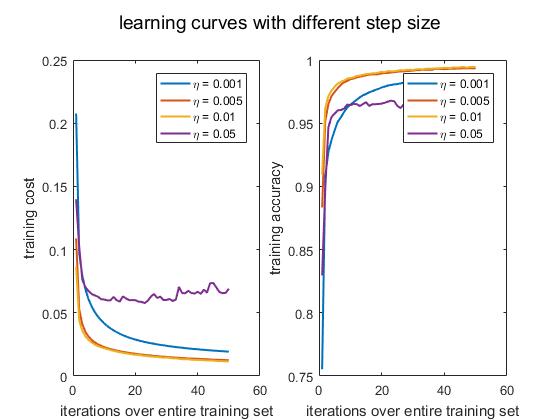 learning curves with different step size
0.25
0.2
0.15
0.1
0.05
0
0 20 40 60
training cost
iterations over entire training set
η = 0.001
η = 0.005
η = 0.01
η = 0.05
1
0.95
0.9
0.85
0.8
0.75
0 20 40 60
training accuracy
iterations over entire training set
η = 0.001
η = 0.005
η = 0.01
η = 0.05